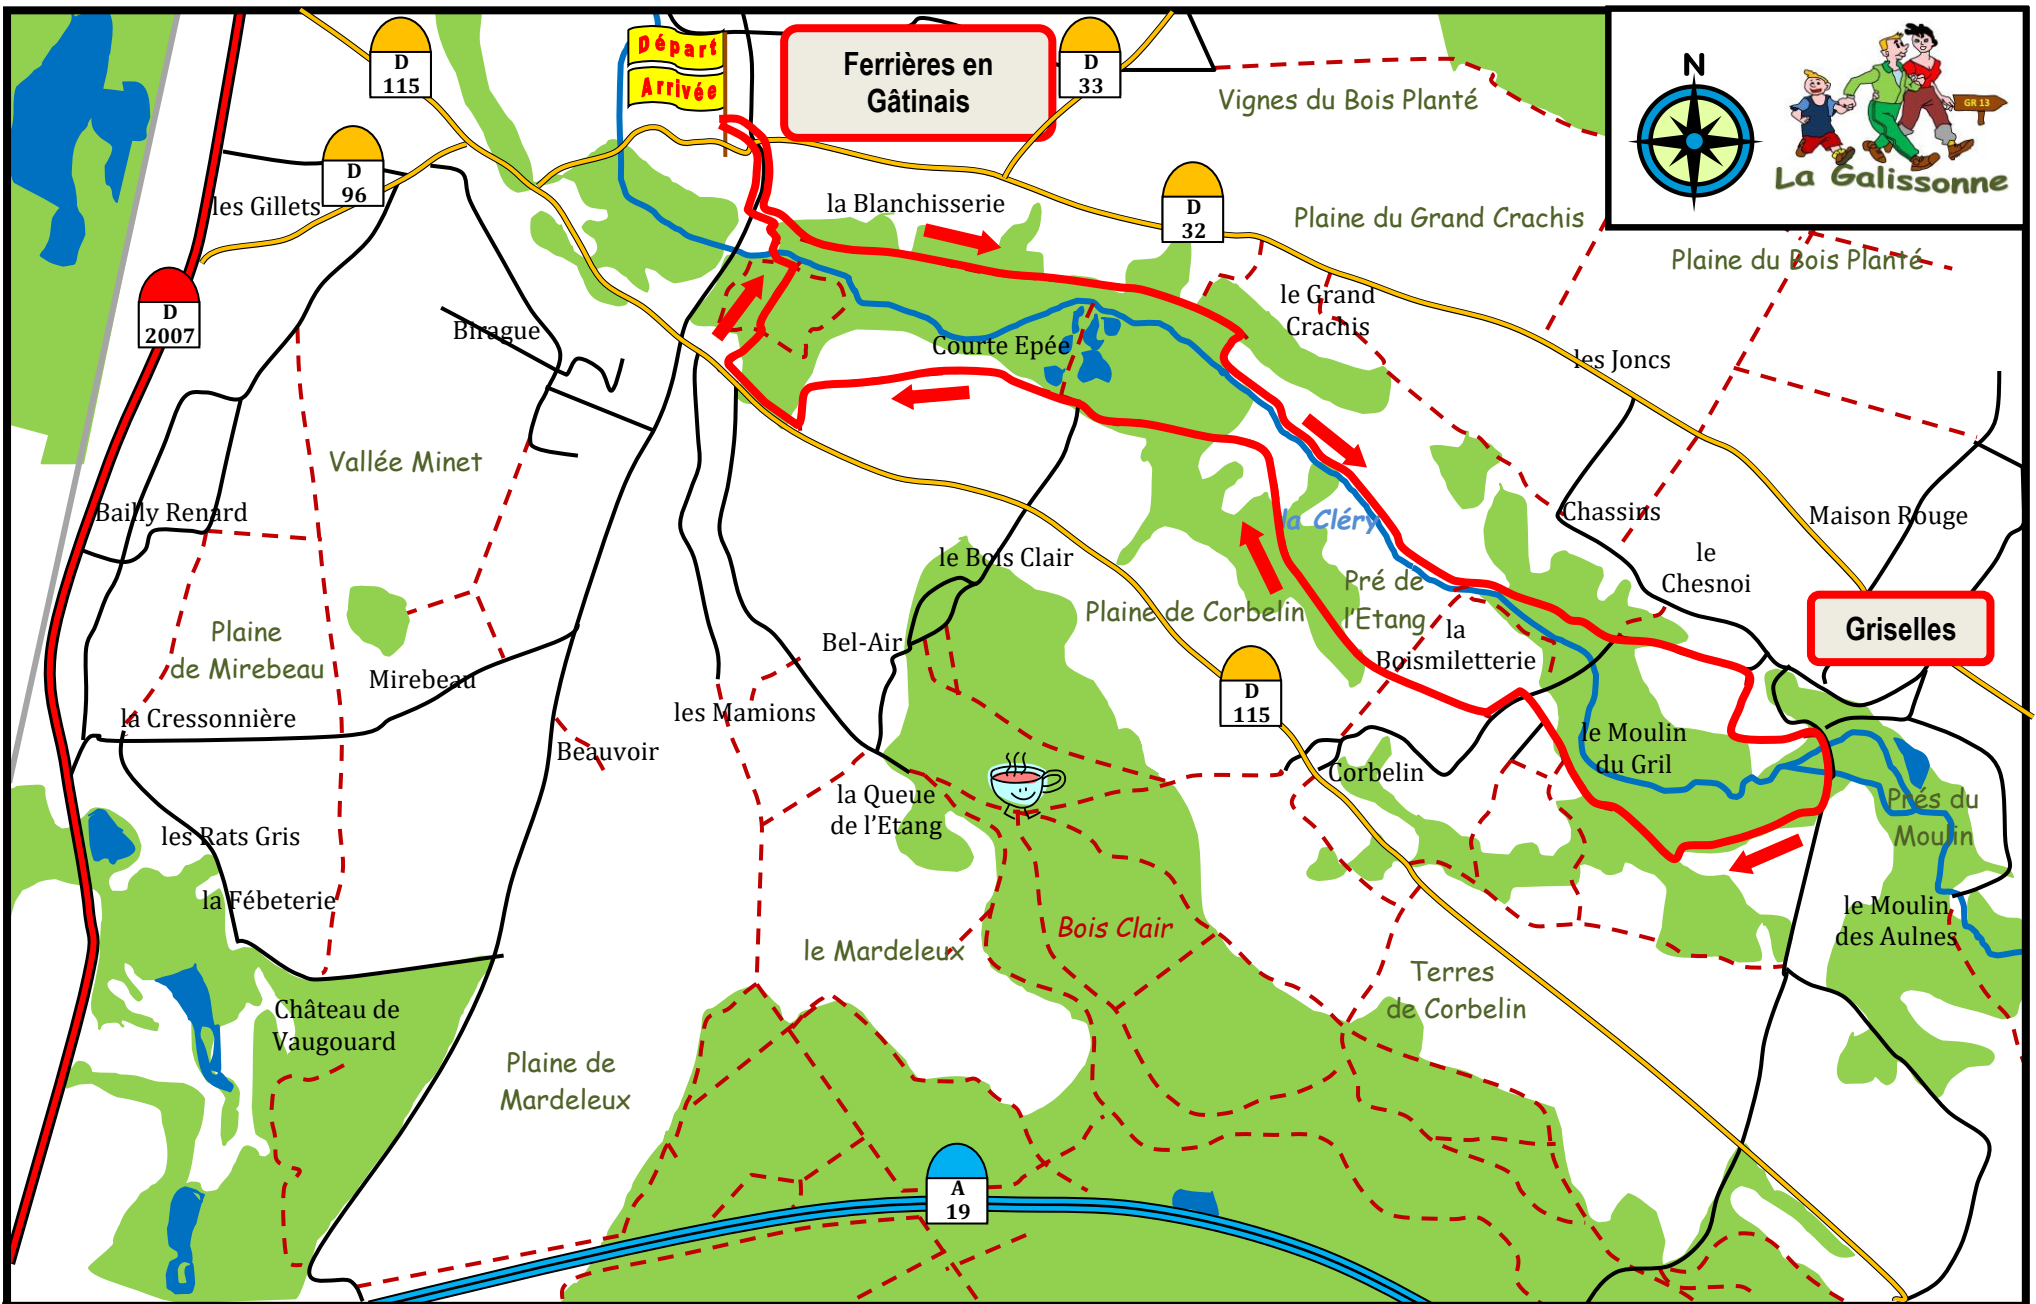 Départ
Arrivée
Ferrières en
Gâtinais
D
115
D
33
N
GR 13
La Galissonne
Vignes du Bois Planté
D
96
les Gillets
la Blanchisserie
D
32
Plaine du Grand Crachis
Plaine du Bois Planté
D
2007
Birague
le Grand
Crachis
Courte Epée
les Joncs
Vallée Minet
Bailly Renard
la Cléry
Chassins
Maison Rouge
le Bois Clair
le
Chesnoi
Plaine de Corbelin
Pré de
l'Etang
Griselles
Plaine
de Mirebeau
Bel-Air
la
Boismiletterie
Mirebeau
D
115
la Cressonnière
les Mamions
Beauvoir
le Moulin
du Gril
Corbelin
la Queue
de l'Etang
Prés du
Moulin
les Rats Gris
la Fébeterie
le Mardeleux
Bois Clair
le Moulin
des Aulnes
Terres
de Corbelin
Château de
Vaugouard
Plaine de
Mardeleux
A
19